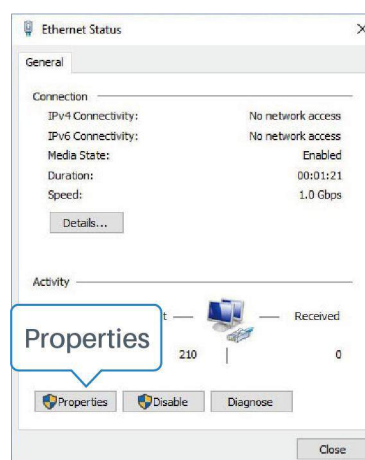 Ethernet Status
General
Connection
IPv4 Connectivity: No network access
IPv6 Connectivity: No network access
Media State: Enabled
Duration: 00:01:21
Speed: 1.0 Gbps
Details...
Activity
Received
Properties
210 0
Properties Disable Diagnose
Close